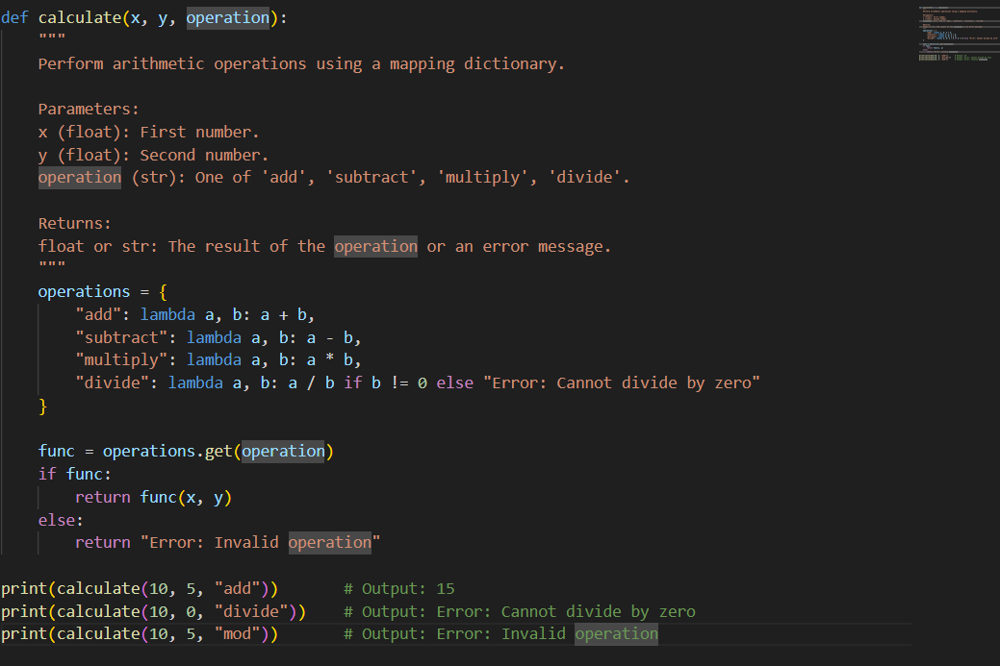 def calculate(x, y, operation):
    """
    Perform arithmetic operations using a mapping dictionary.

    Parameters:
    x (float): First number.
    y (float): Second number.
    operation (str): One of 'add', 'subtract', 'multiply', 'divide'.

    Returns:
    float or str: The result of the operation or an error message.
    """
    operations = {
        "add": lambda a, b: a + b,
        "subtract": lambda a, b: a - b,
        "multiply": lambda a, b: a * b,
        "divide": lambda a, b: a / b if b != 0 else "Error: Cannot divide by zero"
    }

    func = operations.get(operation)
    if func:
        return func(x, y)
    else:
        return "Error: Invalid operation"

print(calculate(10, 5, "add"))       # Output: 15
print(calculate(10, 0, "divide"))    # Output: Error: Cannot divide by zero
print(calculate(10, 5, "mod"))       # Output: Error: Invalid operation